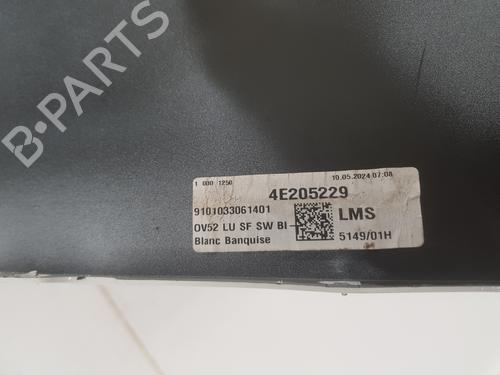 B-PARTS
1 0001 1250
10.05.2024 07:08
4E205229
9101033061401
LMS
OV52 LU SF SW BI-
5149/01H
Blanc Banquise